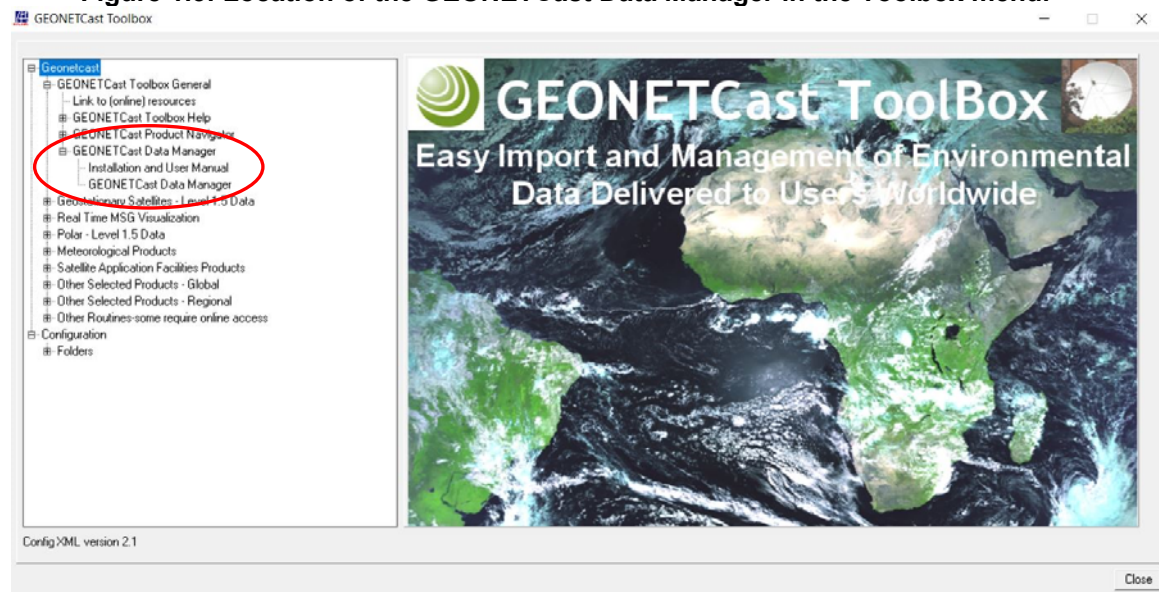 Figure 1.3: Location of the GEONETCast Data Manager in the Toolbox menu.
GEONETCast Toolbox
Geonetcast
GEONETCast Toolbox General
Link to (online) resources
GEONETCast Toolbox Help
GEONETCast Product Navigator
GEONETCast Data Manager
Installation and User Manual
GEONETCast Data Manager
Geostationary Satellites - Level 1.5 Data
Real Time MSG Visualization
Polar - Level 1.5 Data
Meteorological Products
Satellite Application Facilities Products
Other Selected Products - Global
Other Selected Products - Regional
Other Routines-some require online access
Configuration
Folders
GEONETCast ToolBox
Easy Import and Management of Environmental
Data Delivered to Users Worldwide
Config XML version 2.1
Close